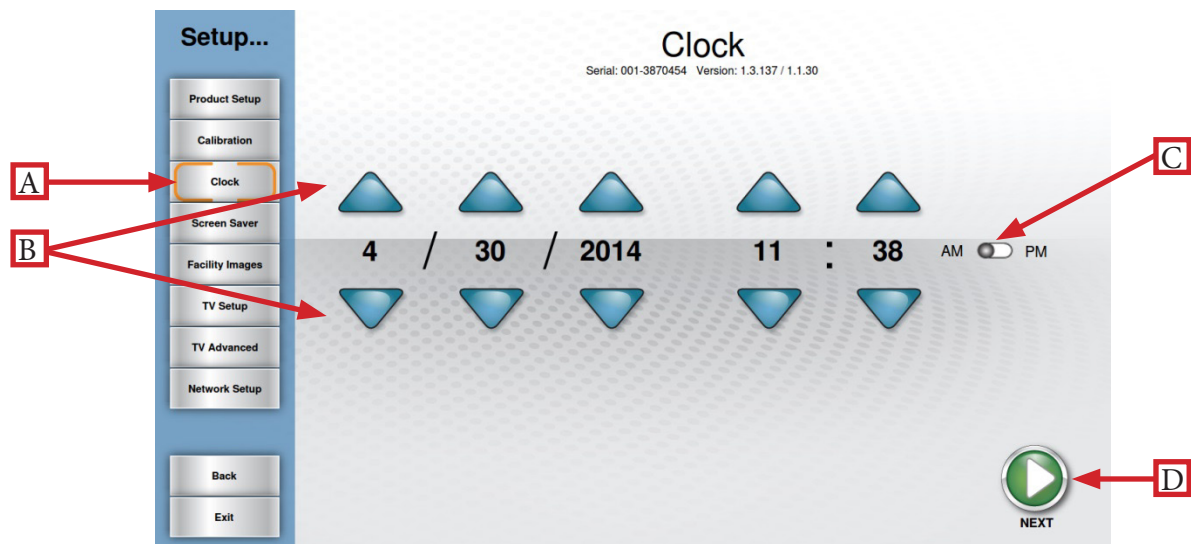 Setup...
Clock
Serial: 001-3870454 Version: 1.3.137 / 1.1.30
Product Setup
Calibration
A
Clock
C
Screen Saver
B
4 / 30 / 2014 11 : 38 AM PM
Facility Images
TV Setup
TV Advanced
Network Setup
Back
D
Exit
NEXT